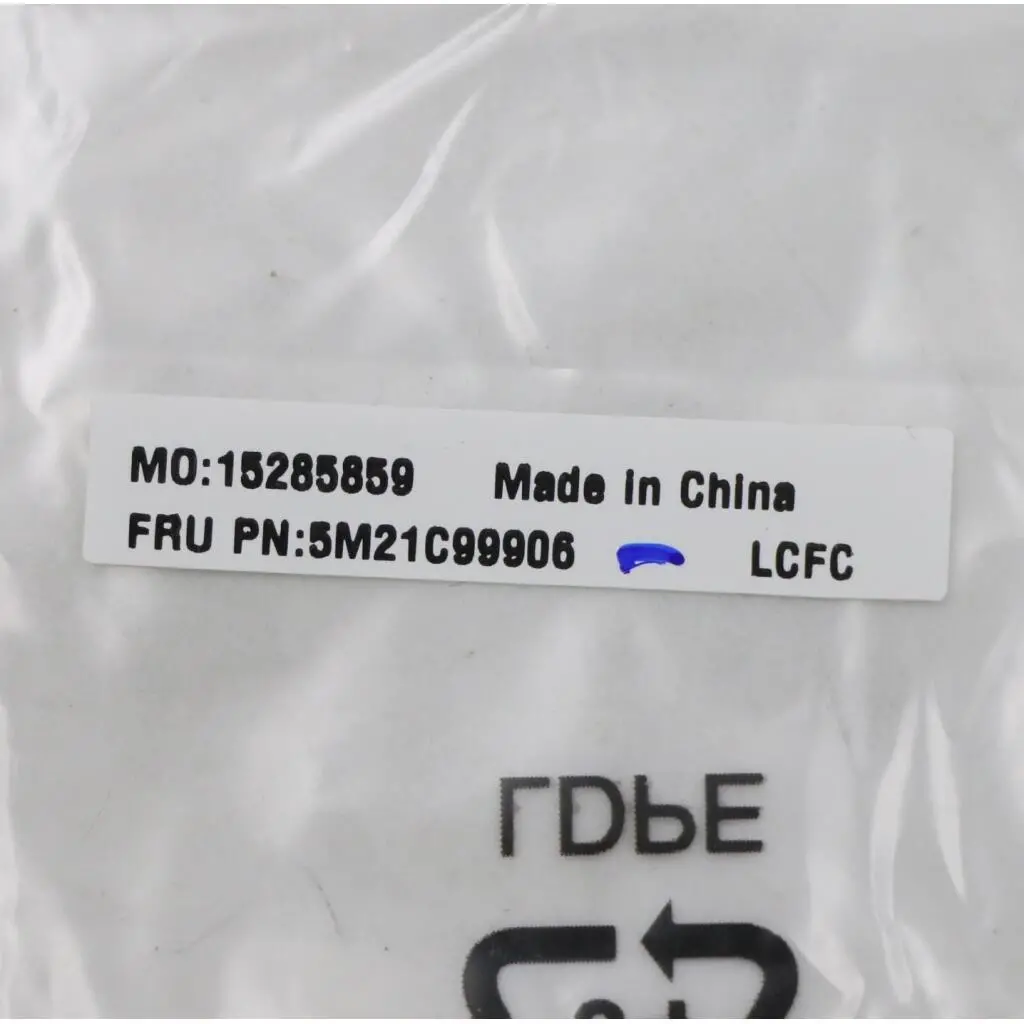 MO:15285859 Made in China
FRU PN:5M21C99906 LCFC
LDPE